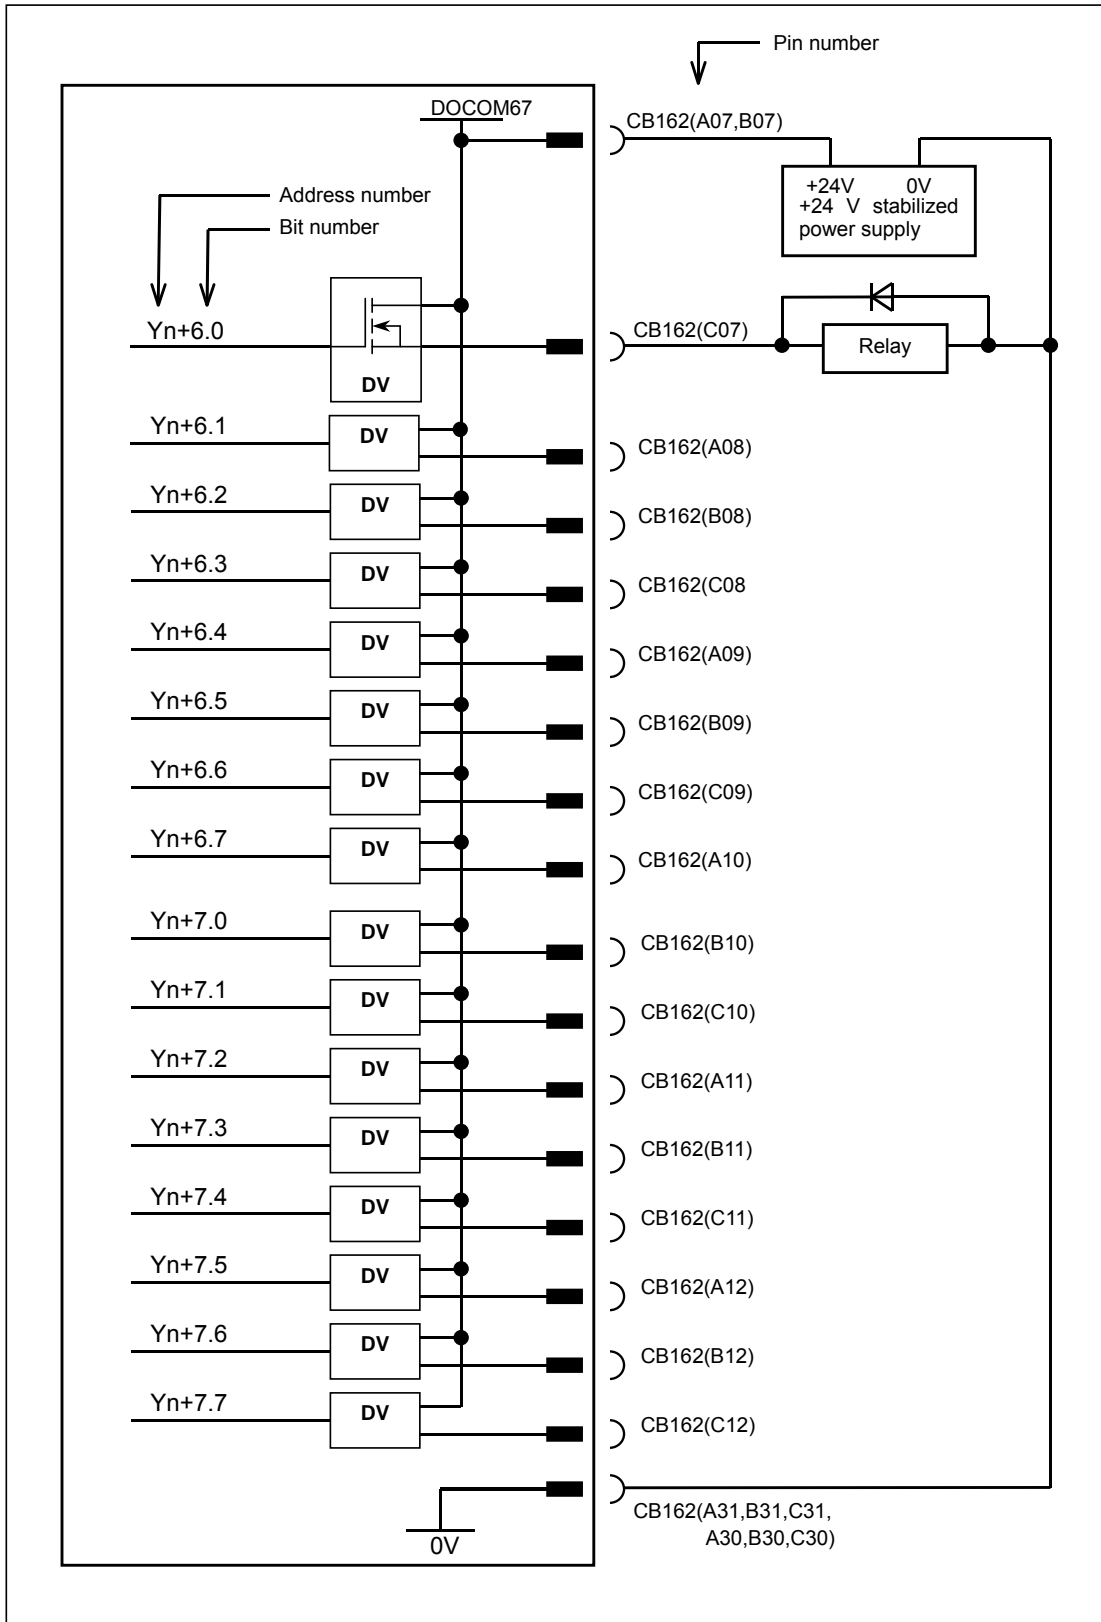 Pin number
DOCOM67
CB162(A07,B07)
+24V 0V
+24 V stabilized
power supply
Address number
Bit number
Yn+6.0
DV
CB162(C07)
Relay
Yn+6.1
DV
CB162(A08)
Yn+6.2
DV
CB162(B08)
Yn+6.3
DV
CB162(C08
Yn+6.4
DV
CB162(A09)
Yn+6.5
DV
CB162(B09)
Yn+6.6
DV
CB162(C09)
Yn+6.7
DV
CB162(A10)
Yn+7.0
DV
CB162(B10)
Yn+7.1
DV
CB162(C10)
Yn+7.2
DV
CB162(A11)
Yn+7.3
DV
CB162(B11)
Yn+7.4
DV
CB162(C11)
Yn+7.5
DV
CB162(A12)
Yn+7.6
DV
CB162(B12)
Yn+7.7
DV
CB162(C12)
CB162(A31,B31,C31,
A30,B30,C30)
0V